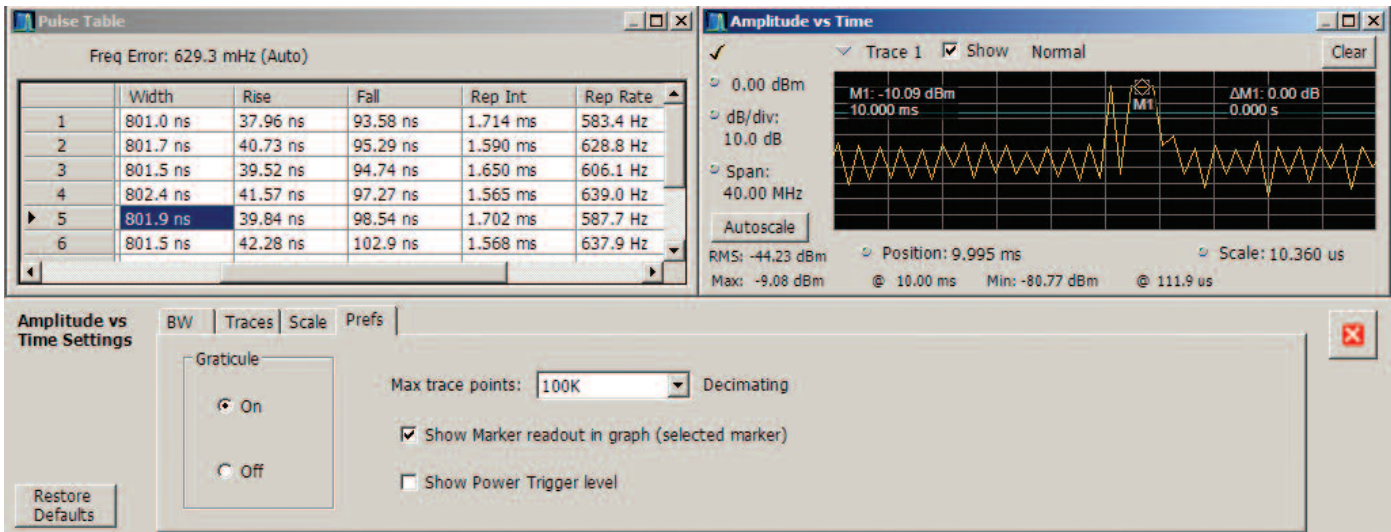 Pulse Table
Freq Error: 629.3 mHz (Auto)
Width Rise Fall Rep Int Rep Rate
1 801.0 ns 37.96 ns 93.58 ns 1.714 ms 583.4 Hz
2 801.7 ns 40.73 ns 95.29 ns 1.590 ms 628.8 Hz
3 801.5 ns 39.52 ns 94.74 ns 1.650 ms 606.1 Hz
4 802.4 ns 41.57 ns 97.27 ns 1.565 ms 639.0 Hz
5 801.9 ns 39.84 ns 98.54 ns 1.702 ms 587.7 Hz
6 801.5 ns 42.28 ns 102.9 ns 1.568 ms 637.9 Hz
Amplitude vs Time
Trace 1 Show Normal Clear
0.00 dBm
dB/div:
10.0 dB
Span:
40.00 MHz
Autoscale
M1: -10.09 dBm
10.000 ms
M1
ΔM1: 0.00 dB
0.000 s
Position: 9.995 ms Scale: 10.360 us
RMS: -44.23 dBm
Max: -9.08 dBm @ 10.00 ms Min: -80.77 dBm @ 111.9 us
Amplitude vs
Time Settings
BW Traces Scale Prefs
Graticule
On
Off
Max trace points: 100K Decimating
Show Marker readout in graph (selected marker)
Show Power Trigger level
Restore
Defaults